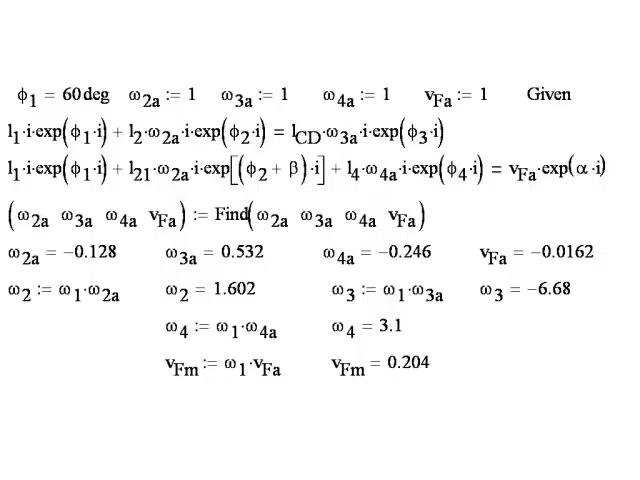 ϕ1 = 60deg ω2a := 1 ω3a := 1 ω4a := 1 vFa := 1 Given
l1·i·exp(ϕ1·i) + l2·ω2a·i·exp(ϕ2·i) = lCD·ω3a·i·exp(ϕ3·i)
l1·i·exp(ϕ1·i) + l21·ω2a·i·exp[(ϕ2 + β)·i] + l4·ω4a·i·exp(ϕ4·i) = vFa·exp(α·i)
(ω2a ω3a ω4a vFa) := Find(ω2a ω3a ω4a vFa)
ω2a = −0.128 ω3a = 0.532 ω4a = −0.246 vFa = −0.0162
ω2 := ω1·ω2a ω2 = 1.602 ω3 := ω1·ω3a ω3 = −6.68
ω4 := ω1·ω4a ω4 = 3.1
vFm := ω1·vFa vFm = 0.204